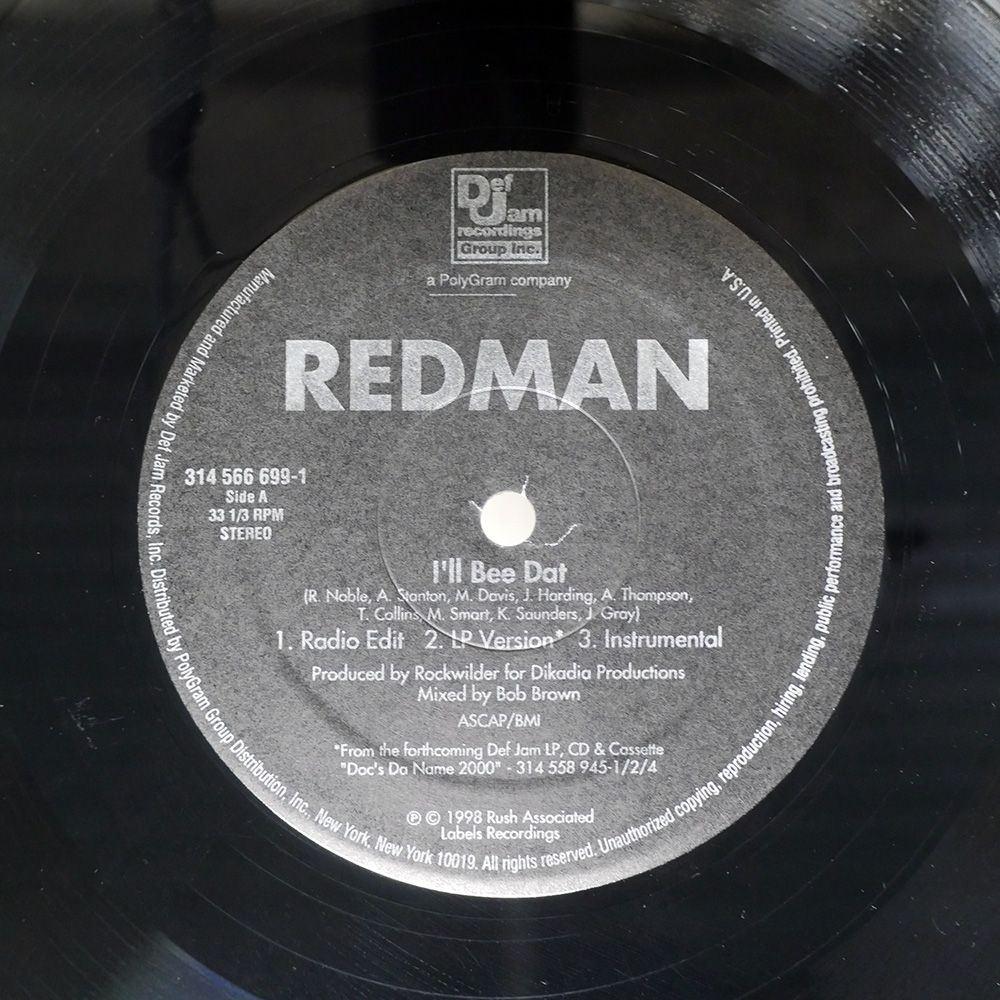 Def
Jam
recordings
Group Inc.
a PolyGram company
REDMAN
314 566 699-1
Side A
33 1/3 RPM
STEREO
I'll Bee Dat
(R. Noble, A. Stanton, M. Davis, J. Harding, A. Thompson,
T. Collins, M. Smart, K. Saunders, J. Gray)
1. Radio Edit 2. LP Version* 3. Instrumental
Produced by Rockwilder for Dikadia Productions
Mixed by Bob Brown
ASCAP/BMI
*From the forthcoming Def Jam LP, CD & Cassette
"Doc's Da Name 2000" - 314 558 945-1/2/4
℗ © 1998 Rush Associated
Labels Recordings
Manufactured and Marketed by Def Jam Records, Inc. Distributed by PolyGram Group Distribution, Inc., New York, New York 10019. All rights reserved. Unauthorized copying, reproduction, hiring, lending, public performance and broadcasting prohibited. Printed in U.S.A